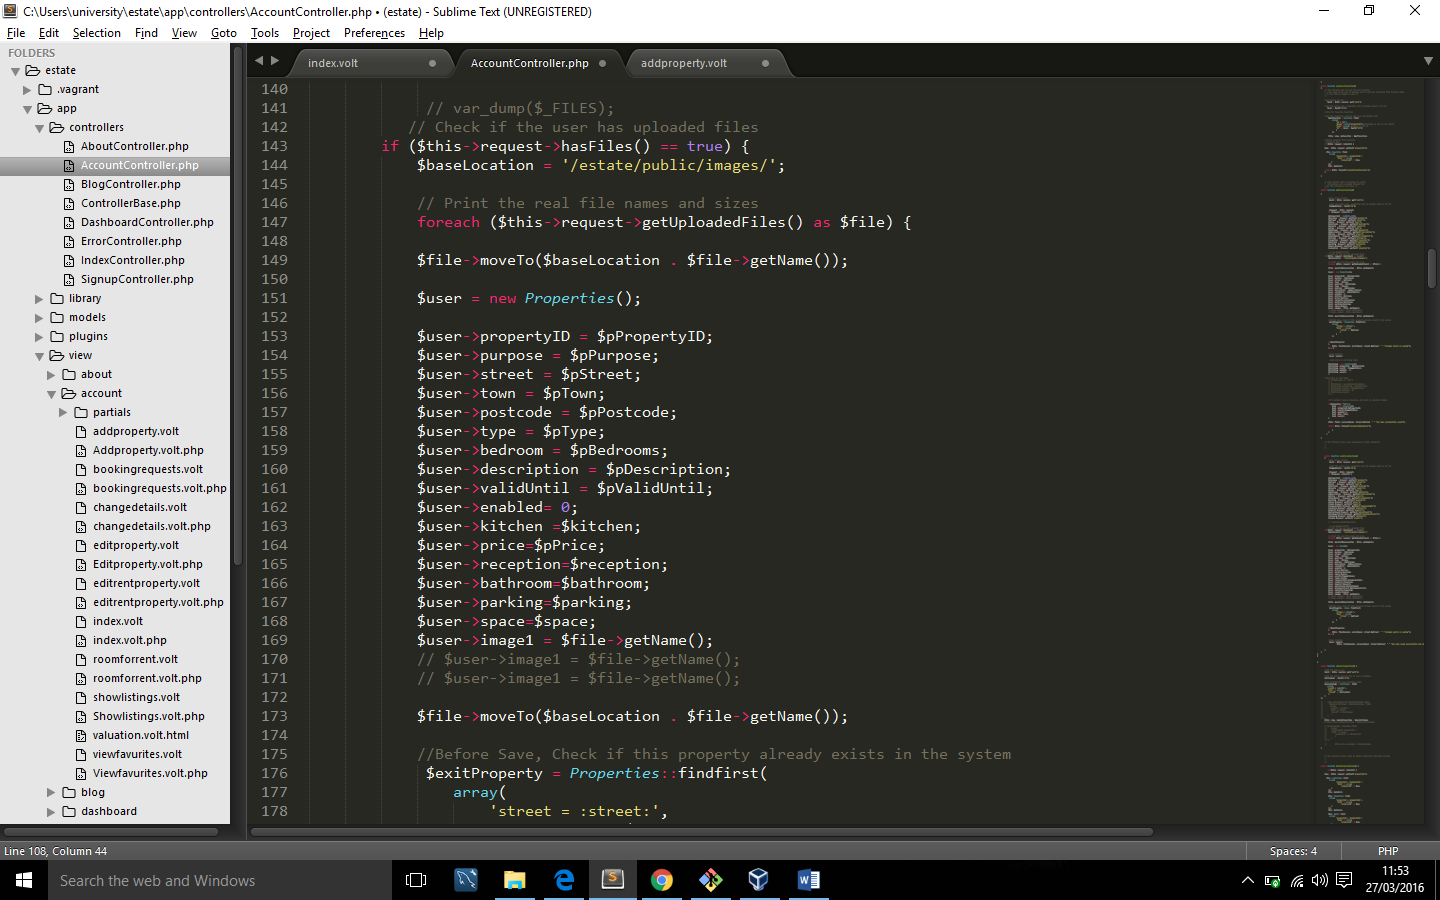 C:\Users\university\estate\app\controllers\AccountController.php • (estate) - Sublime Text (UNREGISTERED)
File Edit Selection Find View Goto Tools Project Preferences Help
FOLDERS
estate
.vagrant
app
controllers
AboutController.php
AccountController.php
BlogController.php
ControllerBase.php
DashboardController.php
ErrorController.php
IndexController.php
SignupController.php
library
models
plugins
view
about
account
partials
addproperty.volt
Addproperty.volt.php
bookingrequests.volt
bookingrequests.volt.php
changedetails.volt
changedetails.volt.php
editproperty.volt
Editproperty.volt.php
editrentproperty.volt
editrentproperty.volt.php
index.volt
index.volt.php
roomforrent.volt
roomforrent.volt.php
showlistings.volt
Showlistings.volt.php
valuation.volt.html
viewfavurites.volt
Viewfavurites.volt.php
blog
dashboard
index.volt AccountController.php addproperty.volt
140
141 // var_dump($_FILES);
142 // Check if the user has uploaded files
143 if ($this->request->hasFiles() == true) {
144 $baseLocation = '/estate/public/images/';
145
146 // Print the real file names and sizes
147 foreach ($this->request->getUploadedFiles() as $file) {
148
149 $file->moveTo($baseLocation . $file->getName());
150
151 $user = new Properties();
152
153 $user->propertyID = $pPropertyID;
154 $user->purpose = $pPurpose;
155 $user->street = $pStreet;
156 $user->town = $pTown;
157 $user->postcode = $pPostcode;
158 $user->type = $pType;
159 $user->bedroom = $pBedrooms;
160 $user->description = $pDescription;
161 $user->validUntil = $pValidUntil;
162 $user->enabled= 0;
163 $user->kitchen =$kitchen;
164 $user->price=$pPrice;
165 $user->reception=$reception;
166 $user->bathroom=$bathroom;
167 $user->parking=$parking;
168 $user->space=$space;
169 $user->image1 = $file->getName();
170 // $user->image1 = $file->getName();
171 // $user->image1 = $file->getName();
172
173 $file->moveTo($baseLocation . $file->getName());
174
175 //Before Save, Check if this property already exists in the system
176 $exitProperty = Properties::findfirst(
177 array(
178 'street = :street:',
Line 108, Column 44 Spaces: 4 PHP
Search the web and Windows
11:53
27/03/2016